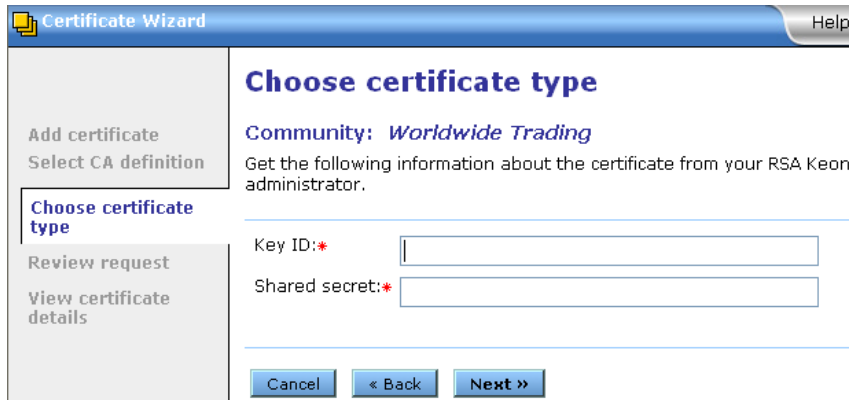 Certificate Wizard
Help
Add certificate
Select CA definition
Choose certificate
type
Review request
View certificate
details
Choose certificate type
Community: Worldwide Trading
Get the following information about the certificate from your RSA Keon
administrator.
Key ID:*
Shared secret:*
Cancel
« Back
Next »